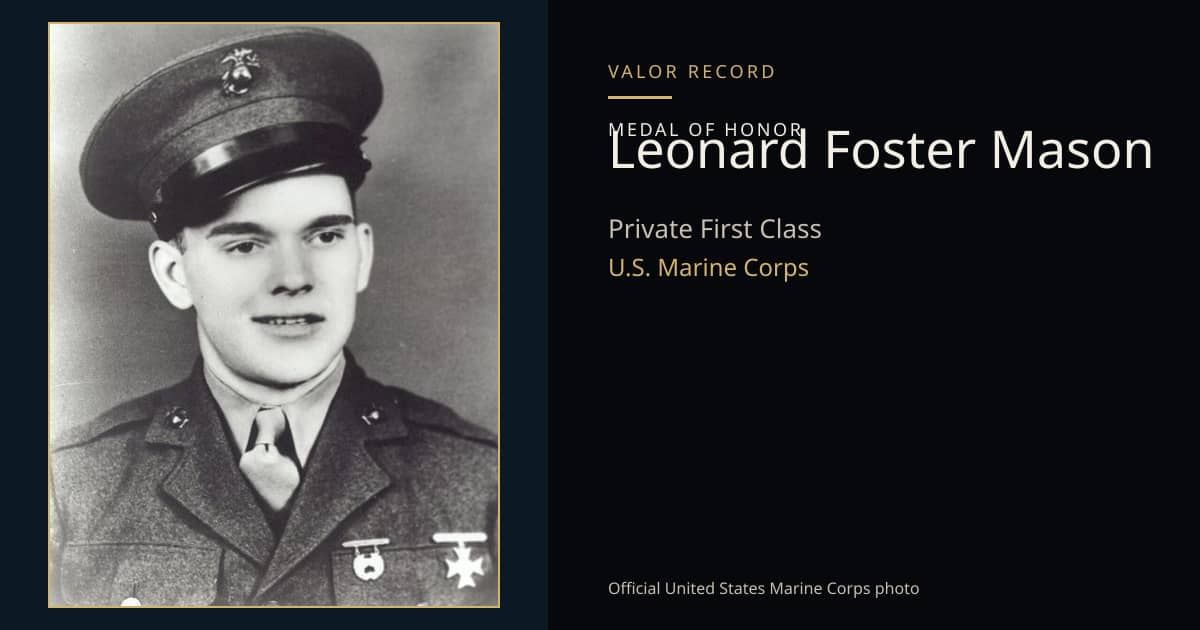 VALOR RECORD
MEDAL OF HONOR
Leonard Foster Mason
Private First Class
U.S. Marine Corps
Official United States Marine Corps photo